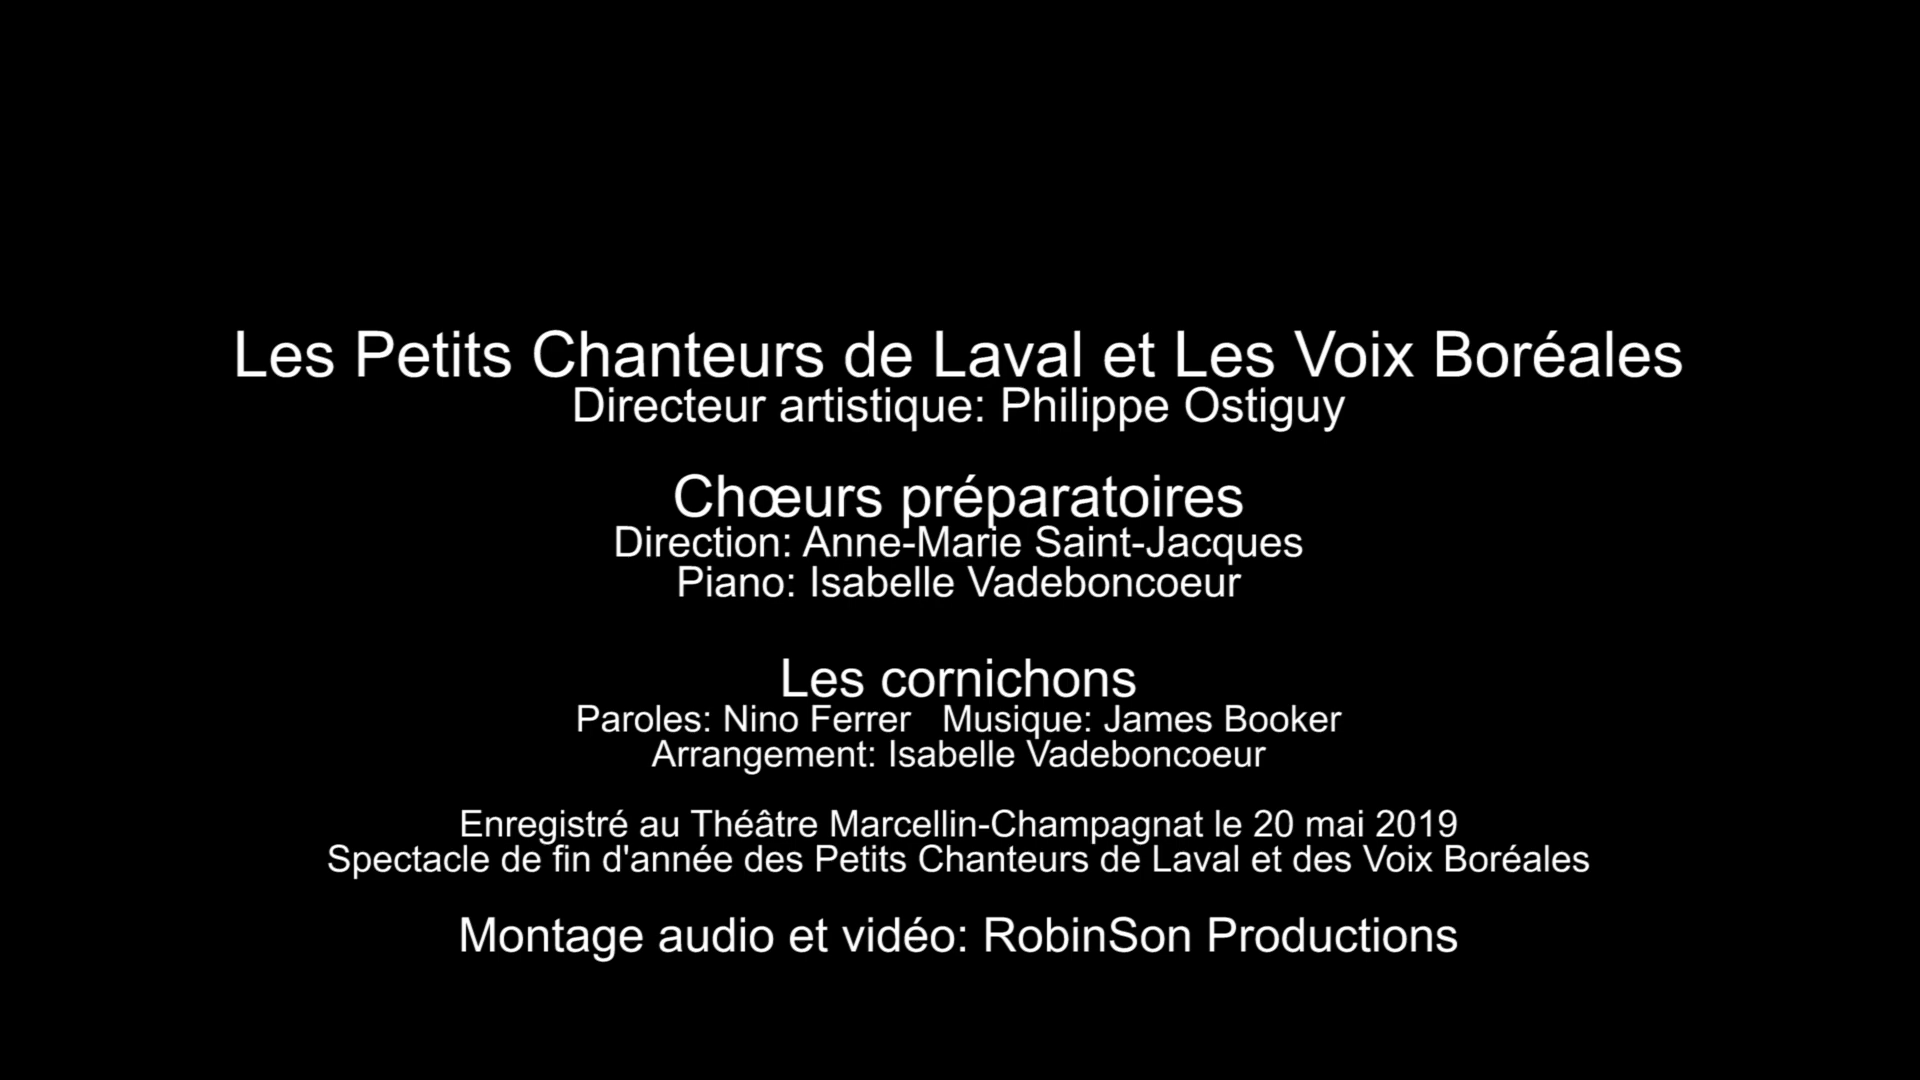 Les Petits Chanteurs de Laval et Les Voix Boréales
Directeur artistique: Philippe Ostiguy
Chœurs préparatoires
Direction: Anne-Marie Saint-Jacques
Piano: Isabelle Vadeboncoeur
Les cornichons
Paroles: Nino Ferrer   Musique: James Booker
Arrangement: Isabelle Vadeboncoeur
Enregistré au Théâtre Marcellin-Champagnat le 20 mai 2019
Spectacle de fin d'année des Petits Chanteurs de Laval et des Voix Boréales
Montage audio et vidéo: RobinSon Productions